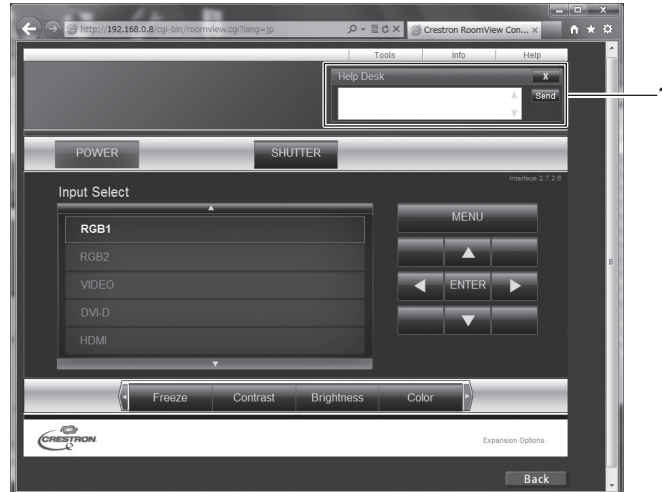 http://192.168.0.8/cgi-bin/roomview.cgi?lang=jp
Crestron RoomView Con... ×
Tools Info Help
Help Desk X
Send
1
POWER SHUTTER
Interface 2.7.2.6
Input Select
MENU
RGB1
RGB2
VIDEO
ENTER
DVI-D
HDMI
Freeze Contrast Brightness Color
CRESTRON
Expansion Options
Back